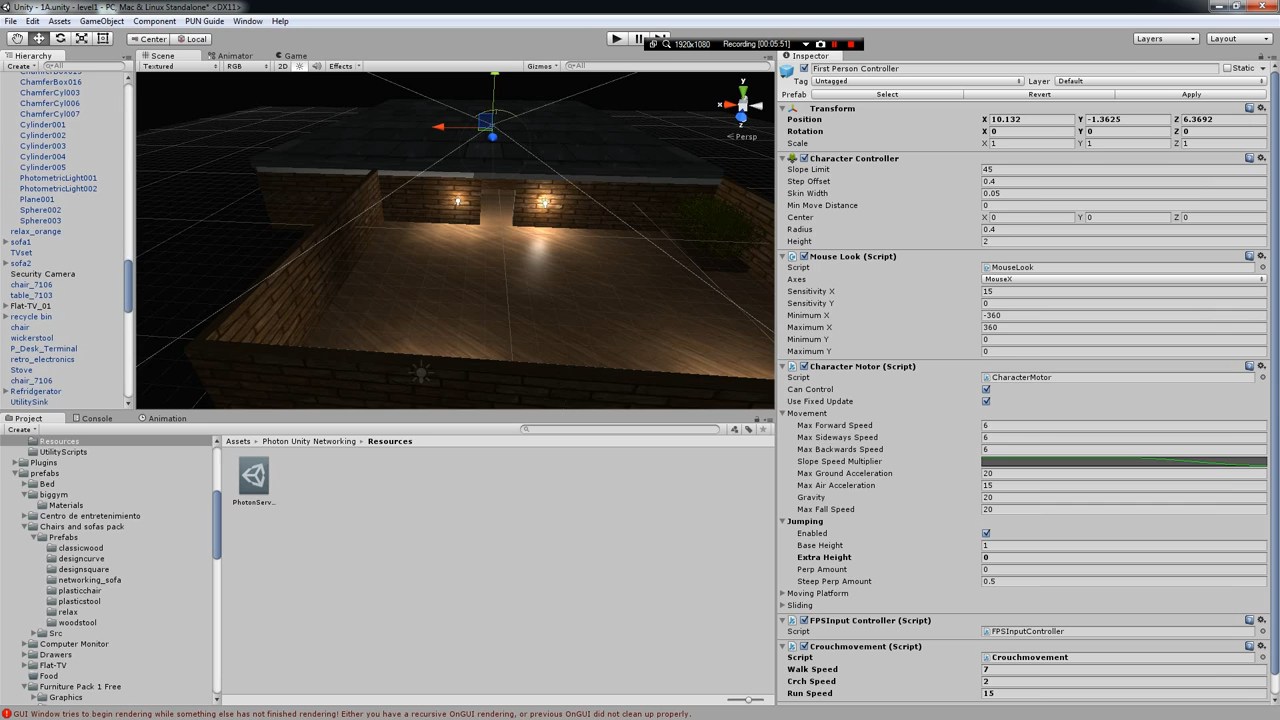 Unity - 1A.unity - level1 - PC, Mac & Linux Standalone* <DX11>
File Edit Assets GameObject Component PUN Guide Window Help
Center Local
1920x1080 Recording [00:05:51]
Layers Layout
Hierarchy
Create All
ChamferBox016
ChamferCyl003
ChamferCyl006
ChamferCyl007
Cylinder001
Cylinder002
Cylinder003
Cylinder004
Cylinder005
PhotometricLight001
PhotometricLight002
Plane001
Sphere002
Sphere003
relax_orange
sofa1
TVset
sofa2
Security Camera
chair_7106
table_7103
Flat-TV_01
recycle bin
chair
wickerstool
P_Desk_Terminal
retro_electronics
Stove
chair_7106
Refridgerator
UtilitySink
Scene Animator Game
Textured RGB 2D Effects Gizmos All
y
x
z
Persp
Inspector
First Person Controller Static
Tag Untagged Layer Default
Prefab Select Revert Apply
Transform
Position X 10.132 Y -1.3625 Z 6.3692
Rotation X 0 Y 0 Z 0
Scale X 1 Y 1 Z 1
Character Controller
Slope Limit 45
Step Offset 0.4
Skin Width 0.05
Min Move Distance 0
Center X 0 Y 0 Z 0
Radius 0.4
Height 2
Mouse Look (Script)
Script MouseLook
Axes MouseX
Sensitivity X 15
Sensitivity Y 0
Minimum X -360
Maximum X 360
Minimum Y 0
Maximum Y 0
Character Motor (Script)
Script CharacterMotor
Can Control
Use Fixed Update
Movement
Max Forward Speed 6
Max Sideways Speed 6
Max Backwards Speed 6
Slope Speed Multiplier
Max Ground Acceleration 20
Max Air Acceleration 15
Gravity 20
Max Fall Speed 20
Jumping
Enabled
Base Height 1
Extra Height 0
Perp Amount 0
Steep Perp Amount 0.5
Moving Platform
Sliding
FPSInput Controller (Script)
Script FPSInputController
Crouchmovement (Script)
Script Crouchmovement
Walk Speed 7
Crch Speed 2
Run Speed 15
Project Console Animation
Create
Resources
UtilityScripts
Plugins
prefabs
Bed
biggym
Materials
Centro de entretenimiento
Chairs and sofas pack
Prefabs
classicwood
designcurve
designsquare
networking_sofa
plasticchair
plasticstool
relax
woodstool
Src
Computer Monitor
Drawers
Flat-TV
Food
Furniture Pack 1 Free
Graphics
Assets Photon Unity Networking Resources
PhotonServ...
GUI Window tries to begin rendering while something else has not finished rendering! Either you have a recursive OnGUI rendering, or previous OnGUI did not clean up properly.